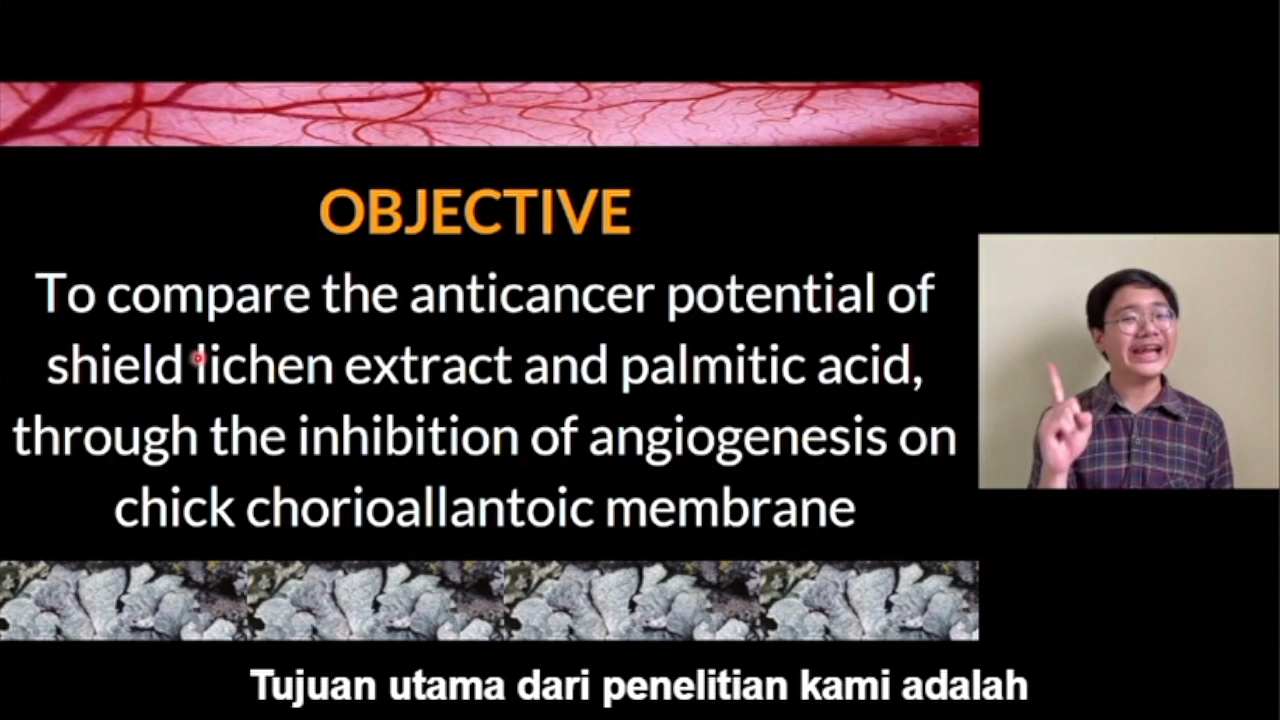 OBJECTIVE
To compare the anticancer potential of
shield lichen extract and palmitic acid,
through the inhibition of angiogenesis on
chick chorioallantoic membrane
Tujuan utama dari penelitian kami adalah